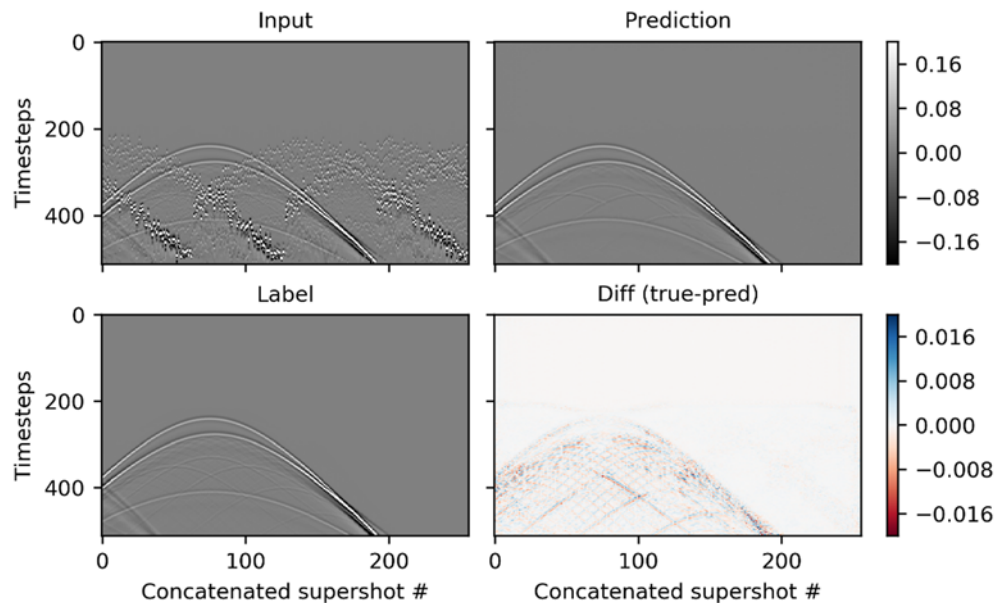 Input
Prediction
0
200
400
Timesteps
0.16
0.08
0.00
−0.08
−0.16
Label
Diff (true-pred)
0
200
400
Timesteps
0
100
200
Concatenated supershot #
0
100
200
Concatenated supershot #
0.016
0.008
0.000
−0.008
−0.016